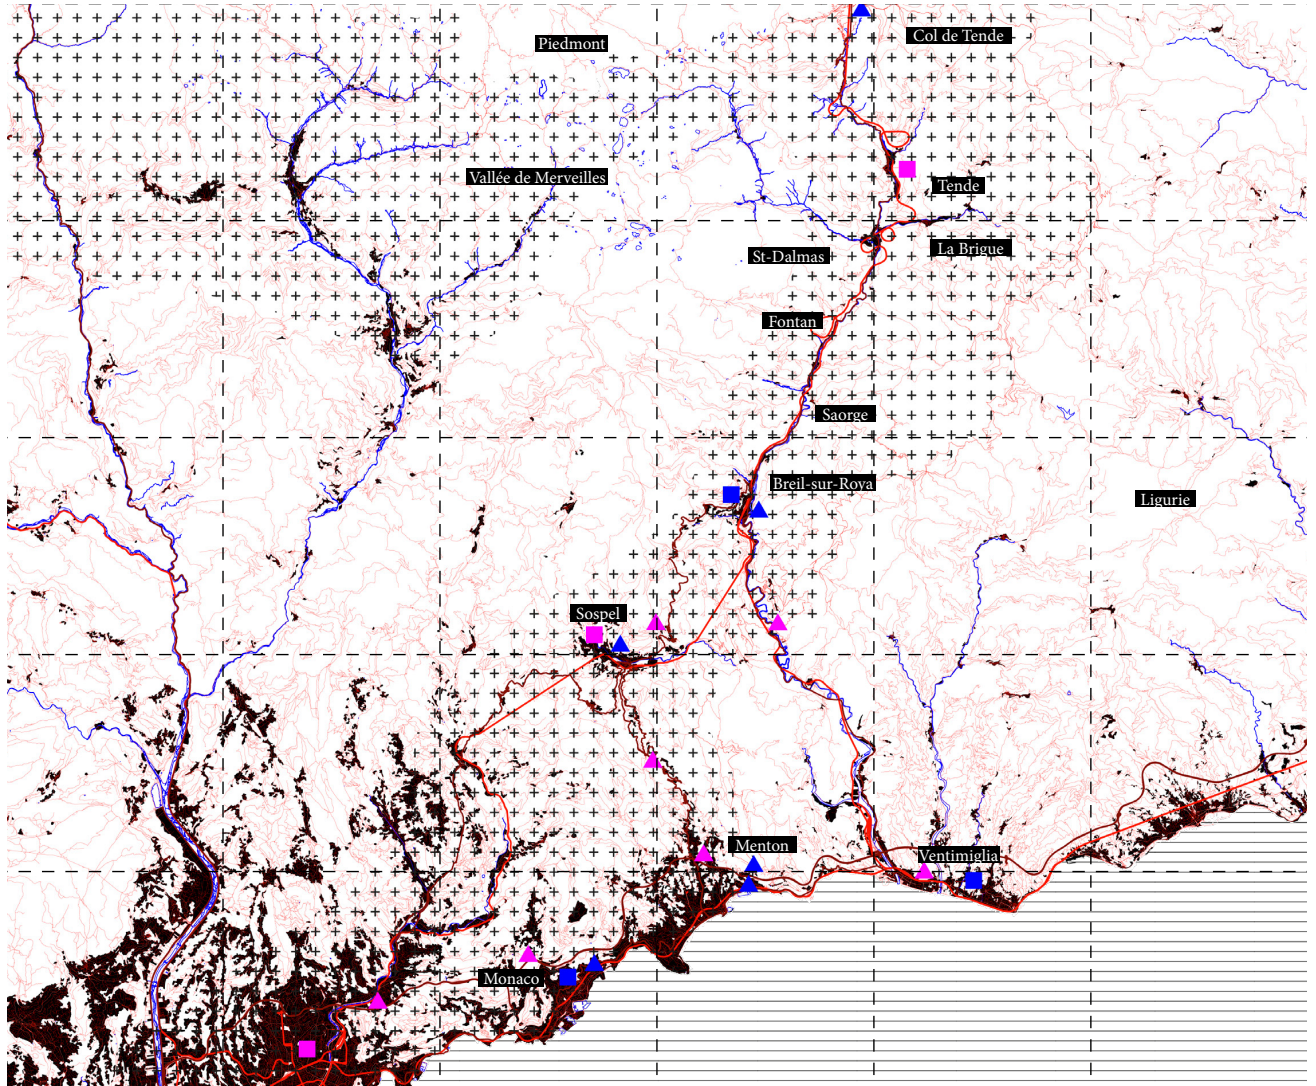 Col de Tende
Piedmont
Vallée de Merveilles
Tende
La Brigue
St-Dalmas
Fontan
Saorge
Breil-sur-Roya
Ligurie
Sospel
Menton
Ventimiglia
Monaco